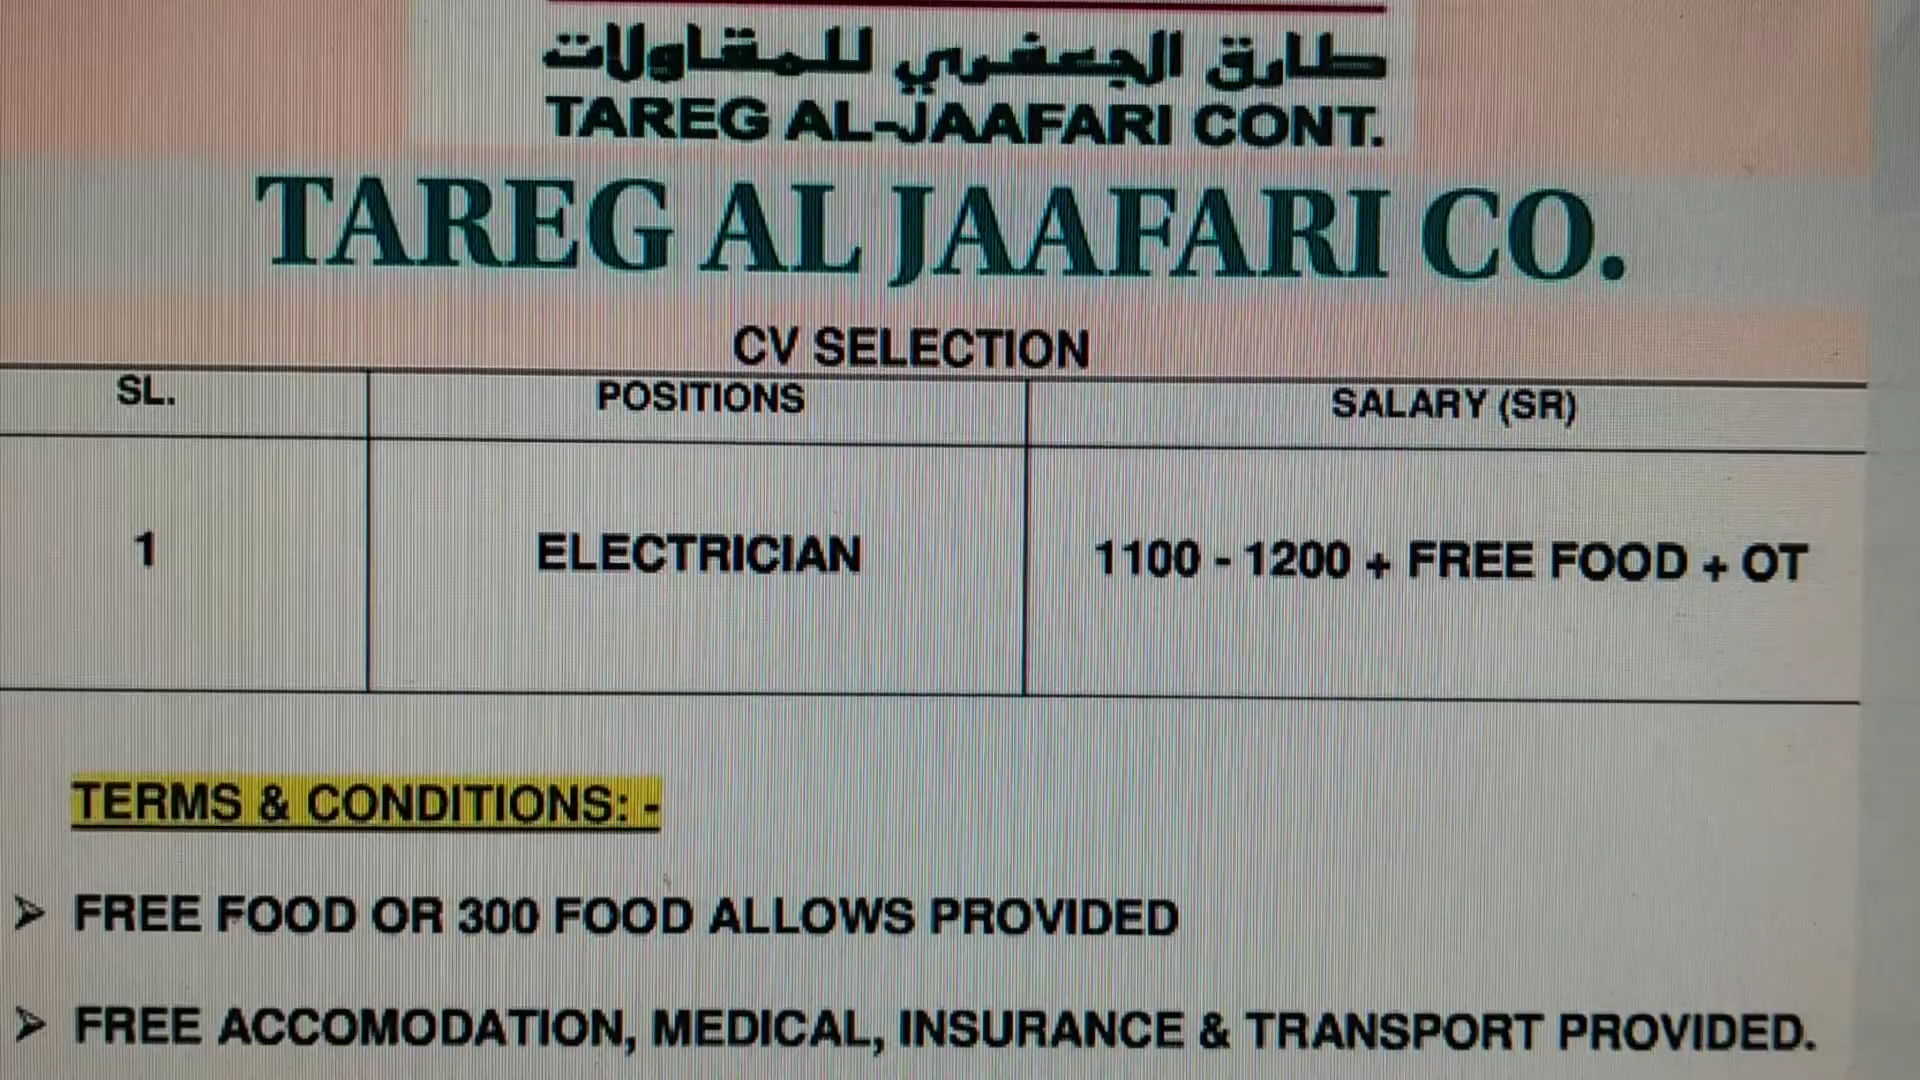 طارق الجعفري للمقاولات
TAREG AL-JAAFARI CONT.
TAREG AL JAAFARI CO.
CV SELECTION
SL. POSITIONS SALARY (SR)
1 ELECTRICIAN 1100 - 1200 + FREE FOOD + OT
TERMS & CONDITIONS: -
➢ FREE FOOD OR 300 FOOD ALLOWS PROVIDED
➢ FREE ACCOMODATION, MEDICAL, INSURANCE & TRANSPORT PROVIDED.